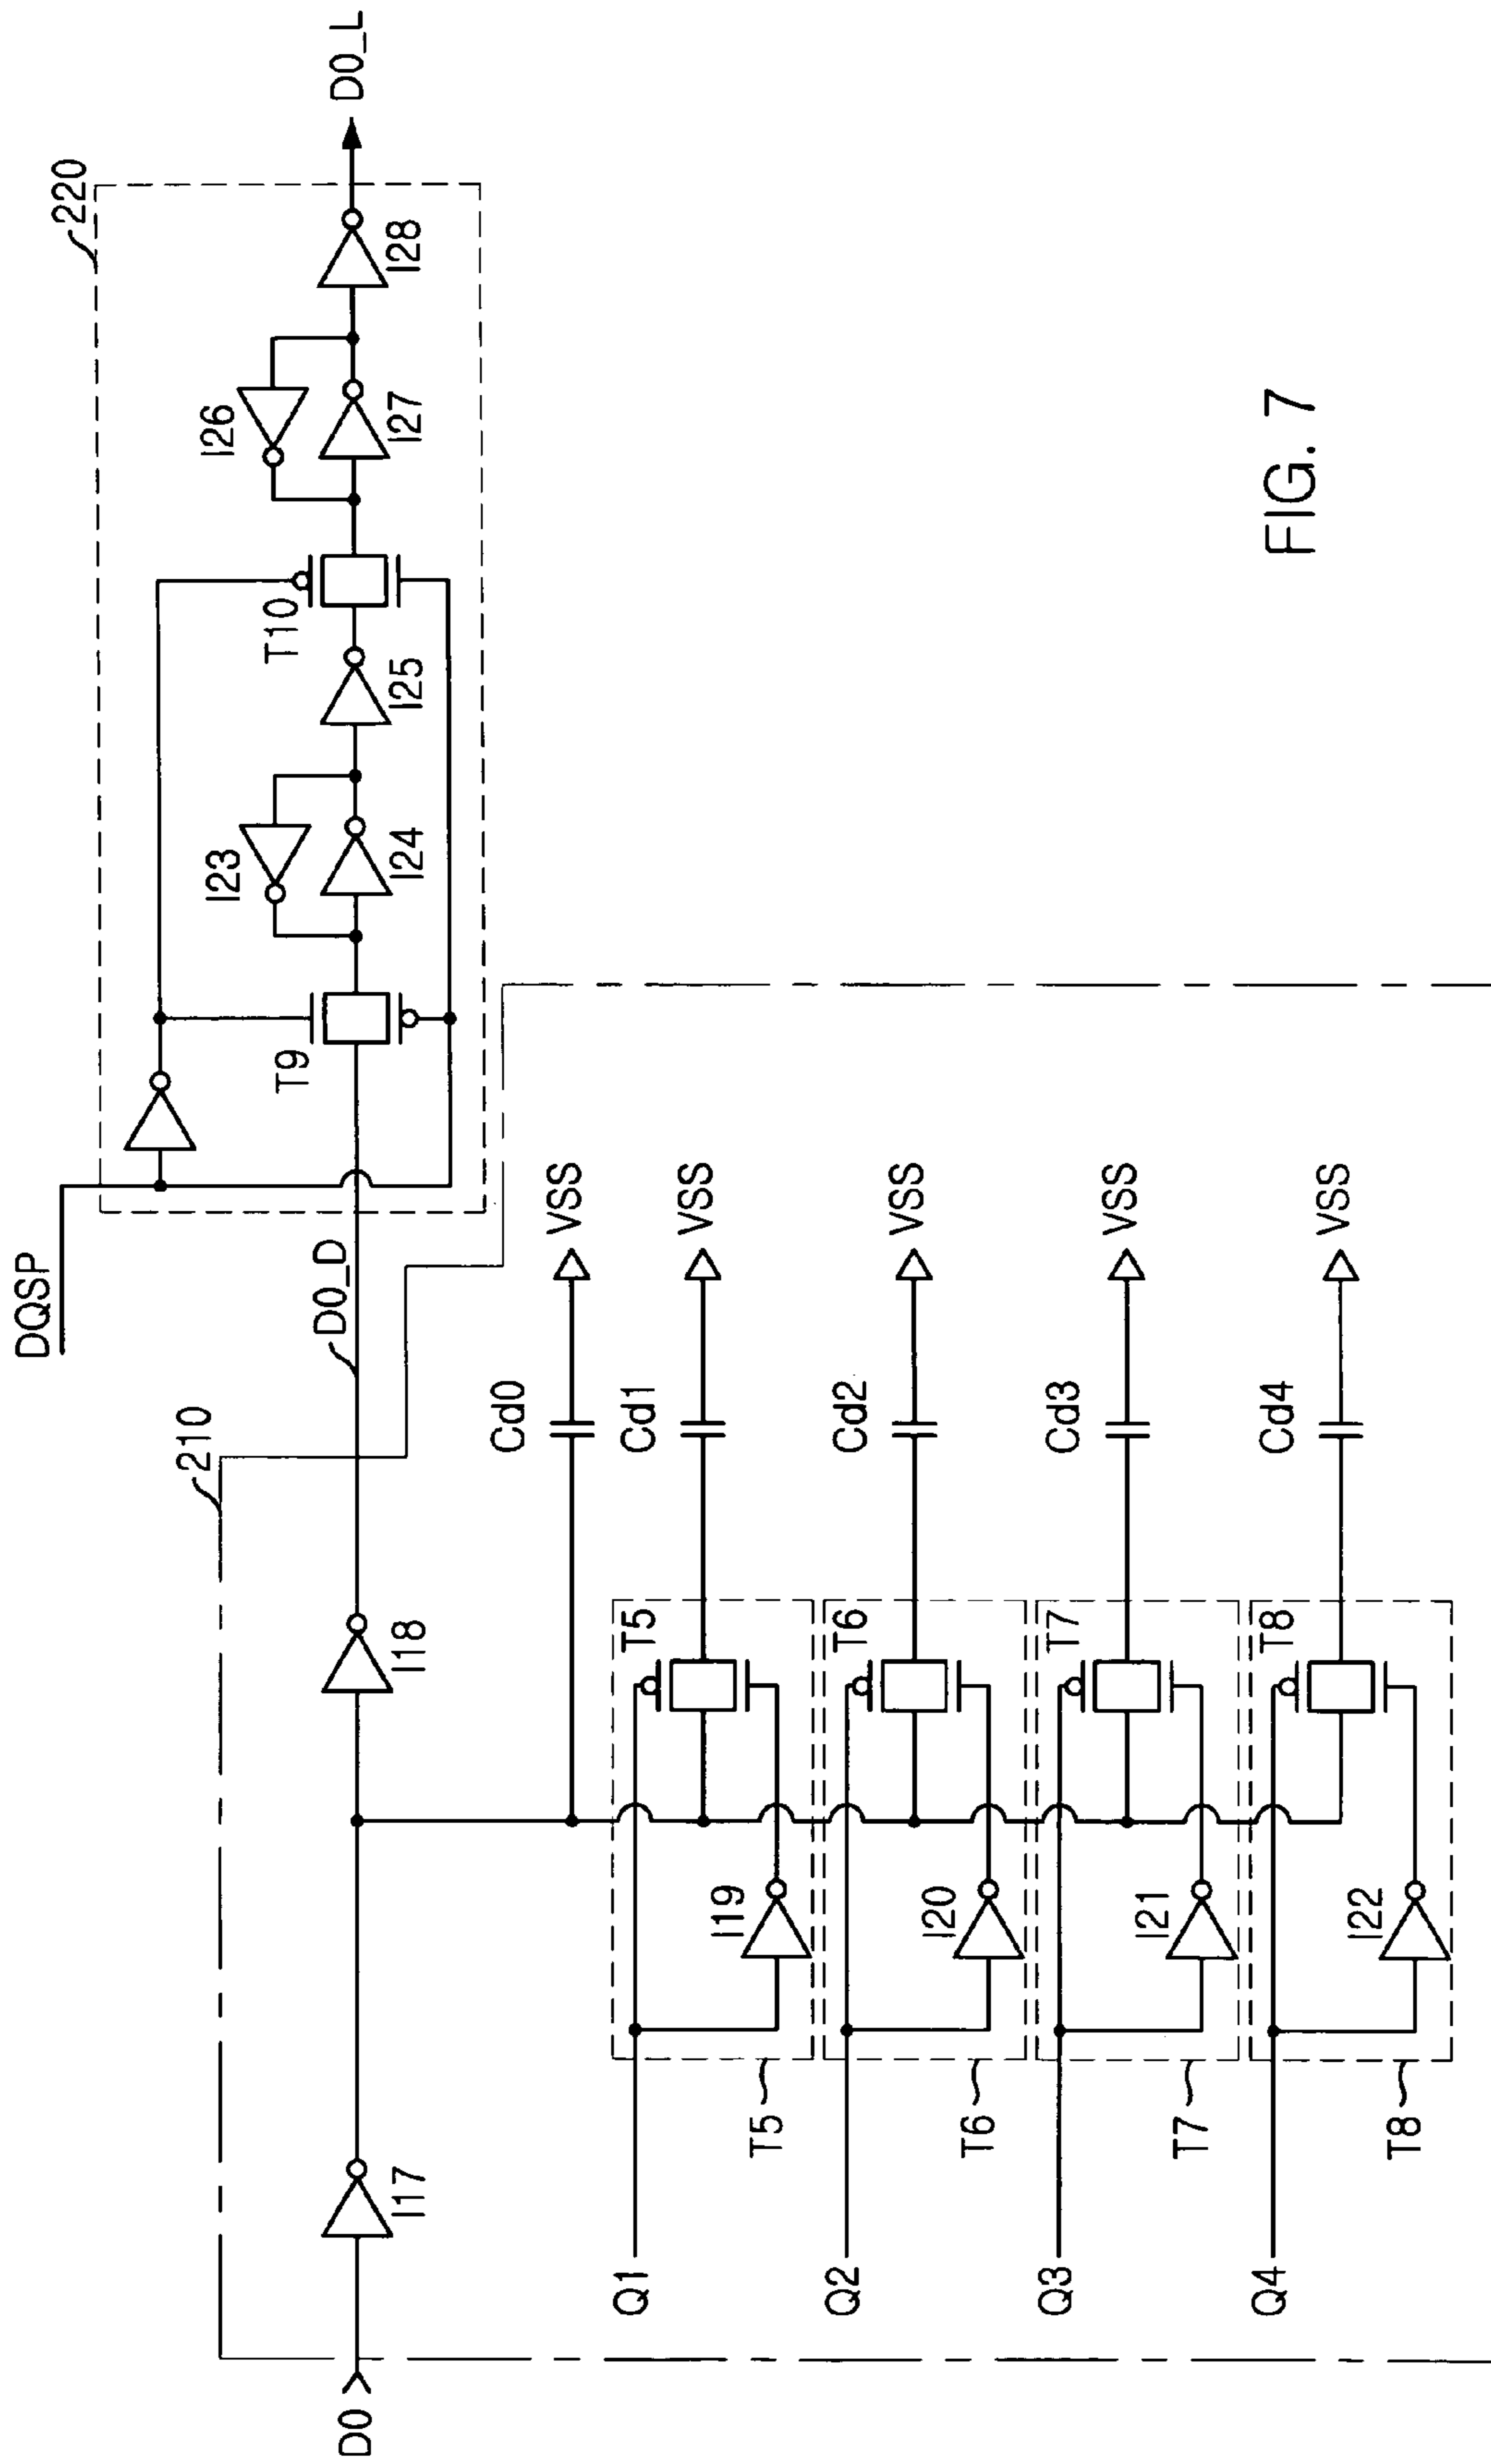 DQSP
220
I26
I27
I28
D0_L
T10
I23
I24
I25
T9
D0_D
210
D0
I17
I18
Cd0
VSS
Q1
T5
I19
T5
Cd1
VSS
Q2
T6
I20
T6
Cd2
VSS
Q3
T7
I21
T7
Cd3
VSS
Q4
T8
I22
T8
Cd4
VSS
FIG. 7